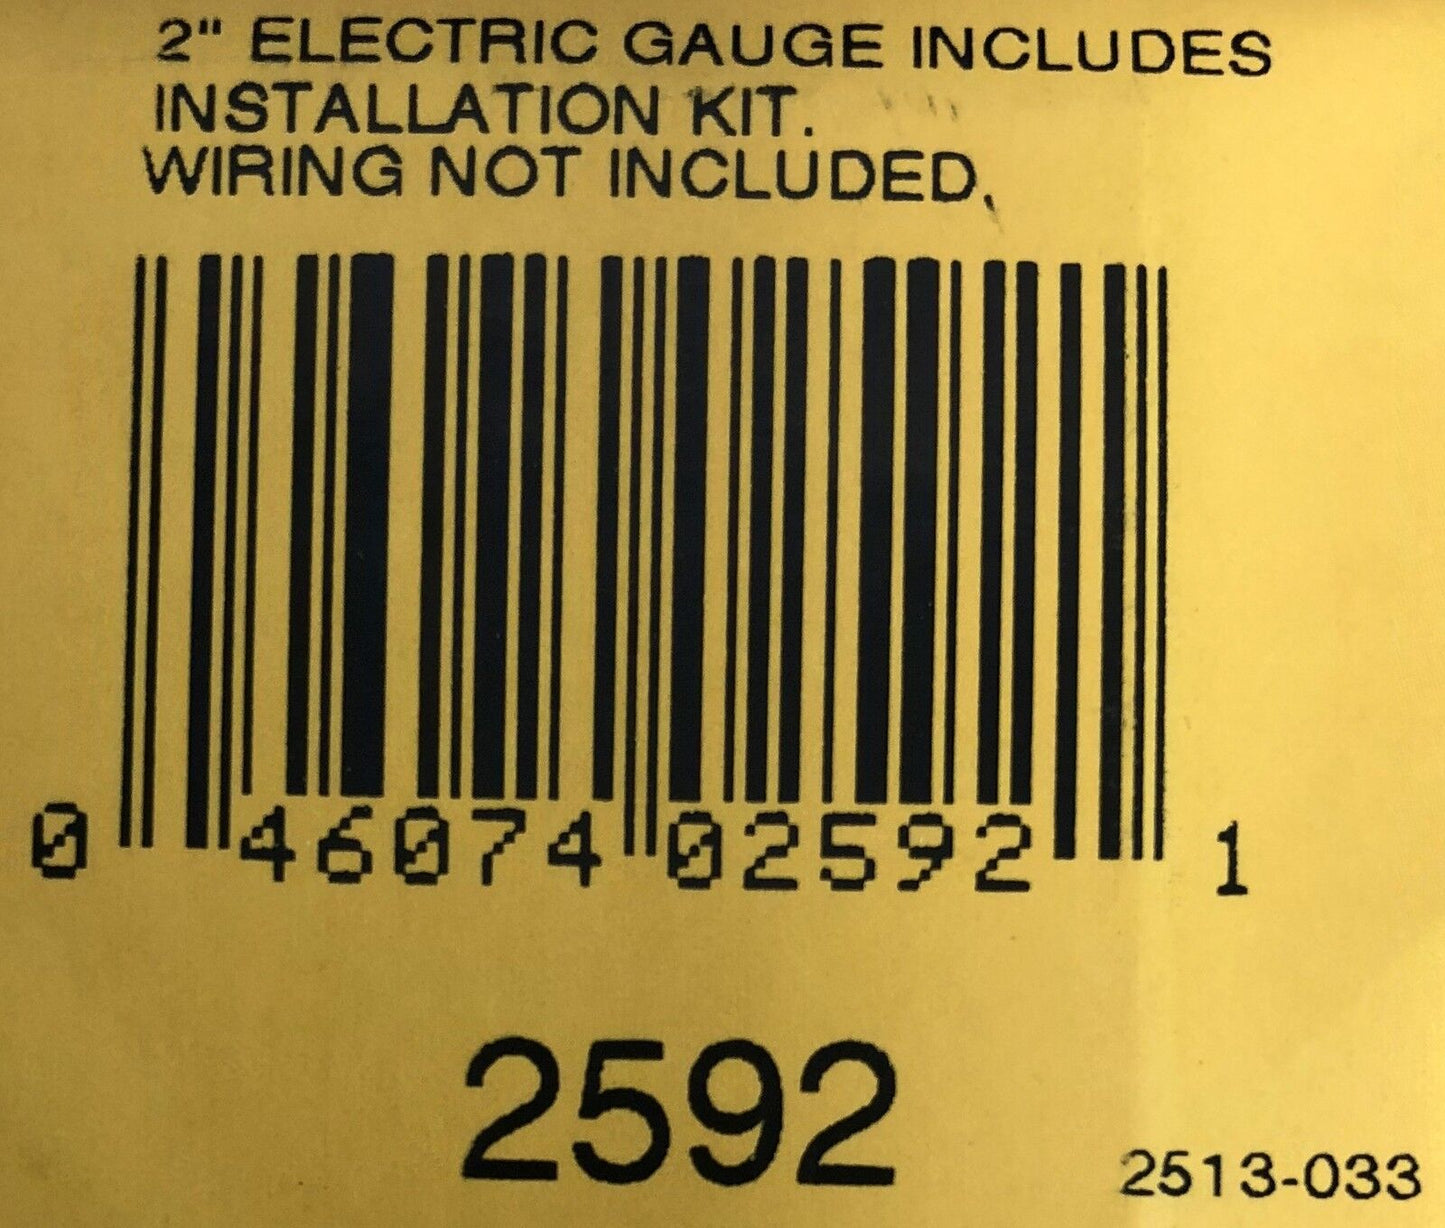 2" ELECTRIC GAUGE INCLUDES
INSTALLATION KIT.
WIRING NOT INCLUDED.
0 46074 02592 1
2592
2513-033